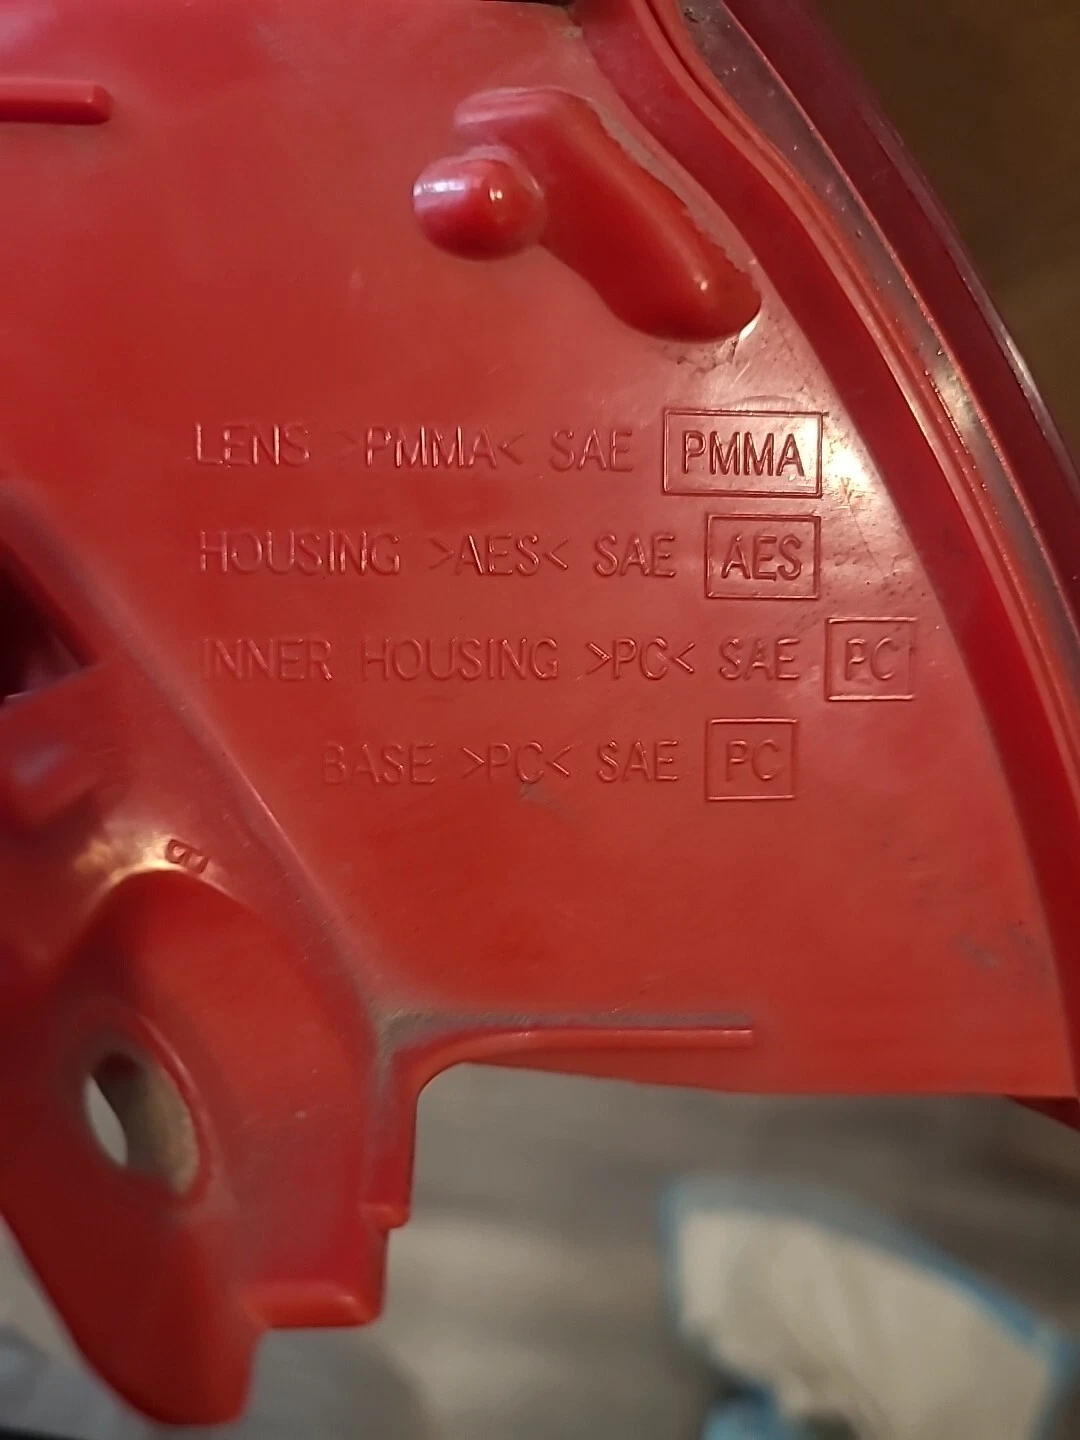 LENS >PMMA< SAE PMMA
HOUSING >AES< SAE AES
INNER HOUSING >PC< SAE PC
BASE >PC< SAE PC